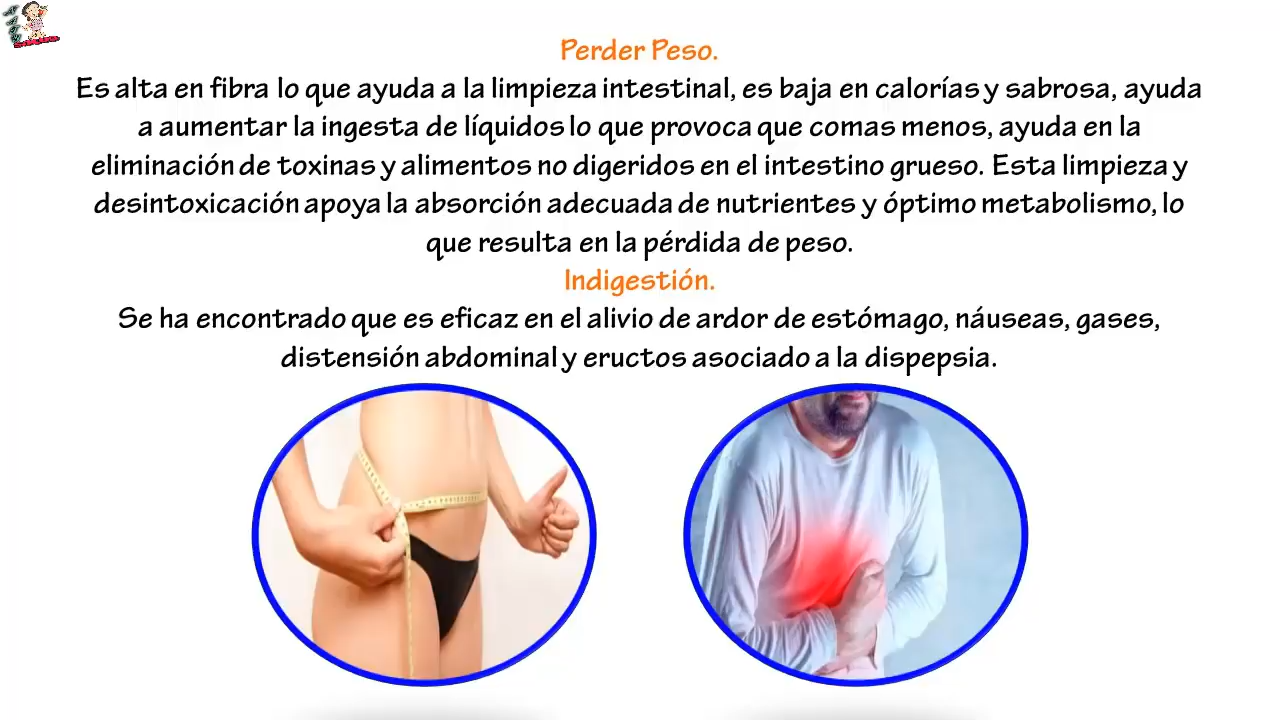 Perder Peso.
Es alta en fibra lo que ayuda a la limpieza intestinal, es baja en calorías y sabrosa, ayuda
a aumentar la ingesta de líquidos lo que provoca que comas menos, ayuda en la
eliminación de toxinas y alimentos no digeridos en el intestino grueso. Esta limpieza y
desintoxicación apoya la absorción adecuada de nutrientes y óptimo metabolismo, lo
que resulta en la pérdida de peso.
Indigestión.
Se ha encontrado que es eficaz en el alivio de ardor de estómago, náuseas, gases,
distensión abdominal y eructos asociado a la dispepsia.